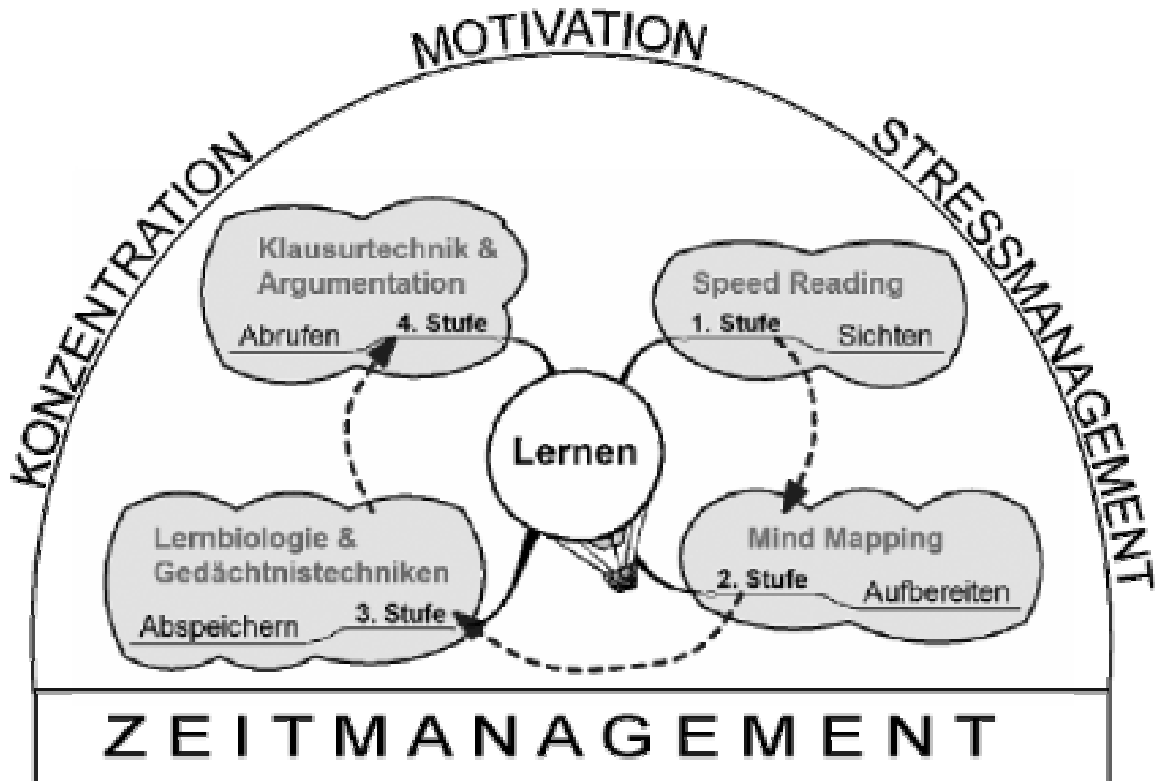 MOTIVATION
KONZENTRATION
STRESSMANAGEMENT
Klausurtechnik &
Argumentation
Abrufen 4. Stufe
Speed Reading
1. Stufe Sichten
Lernen
Lernbiologie &
Gedächtnistechniken
Abspeichern 3. Stufe
Mind Mapping
2. Stufe Aufbereiten
ZEITMANAGEMENT